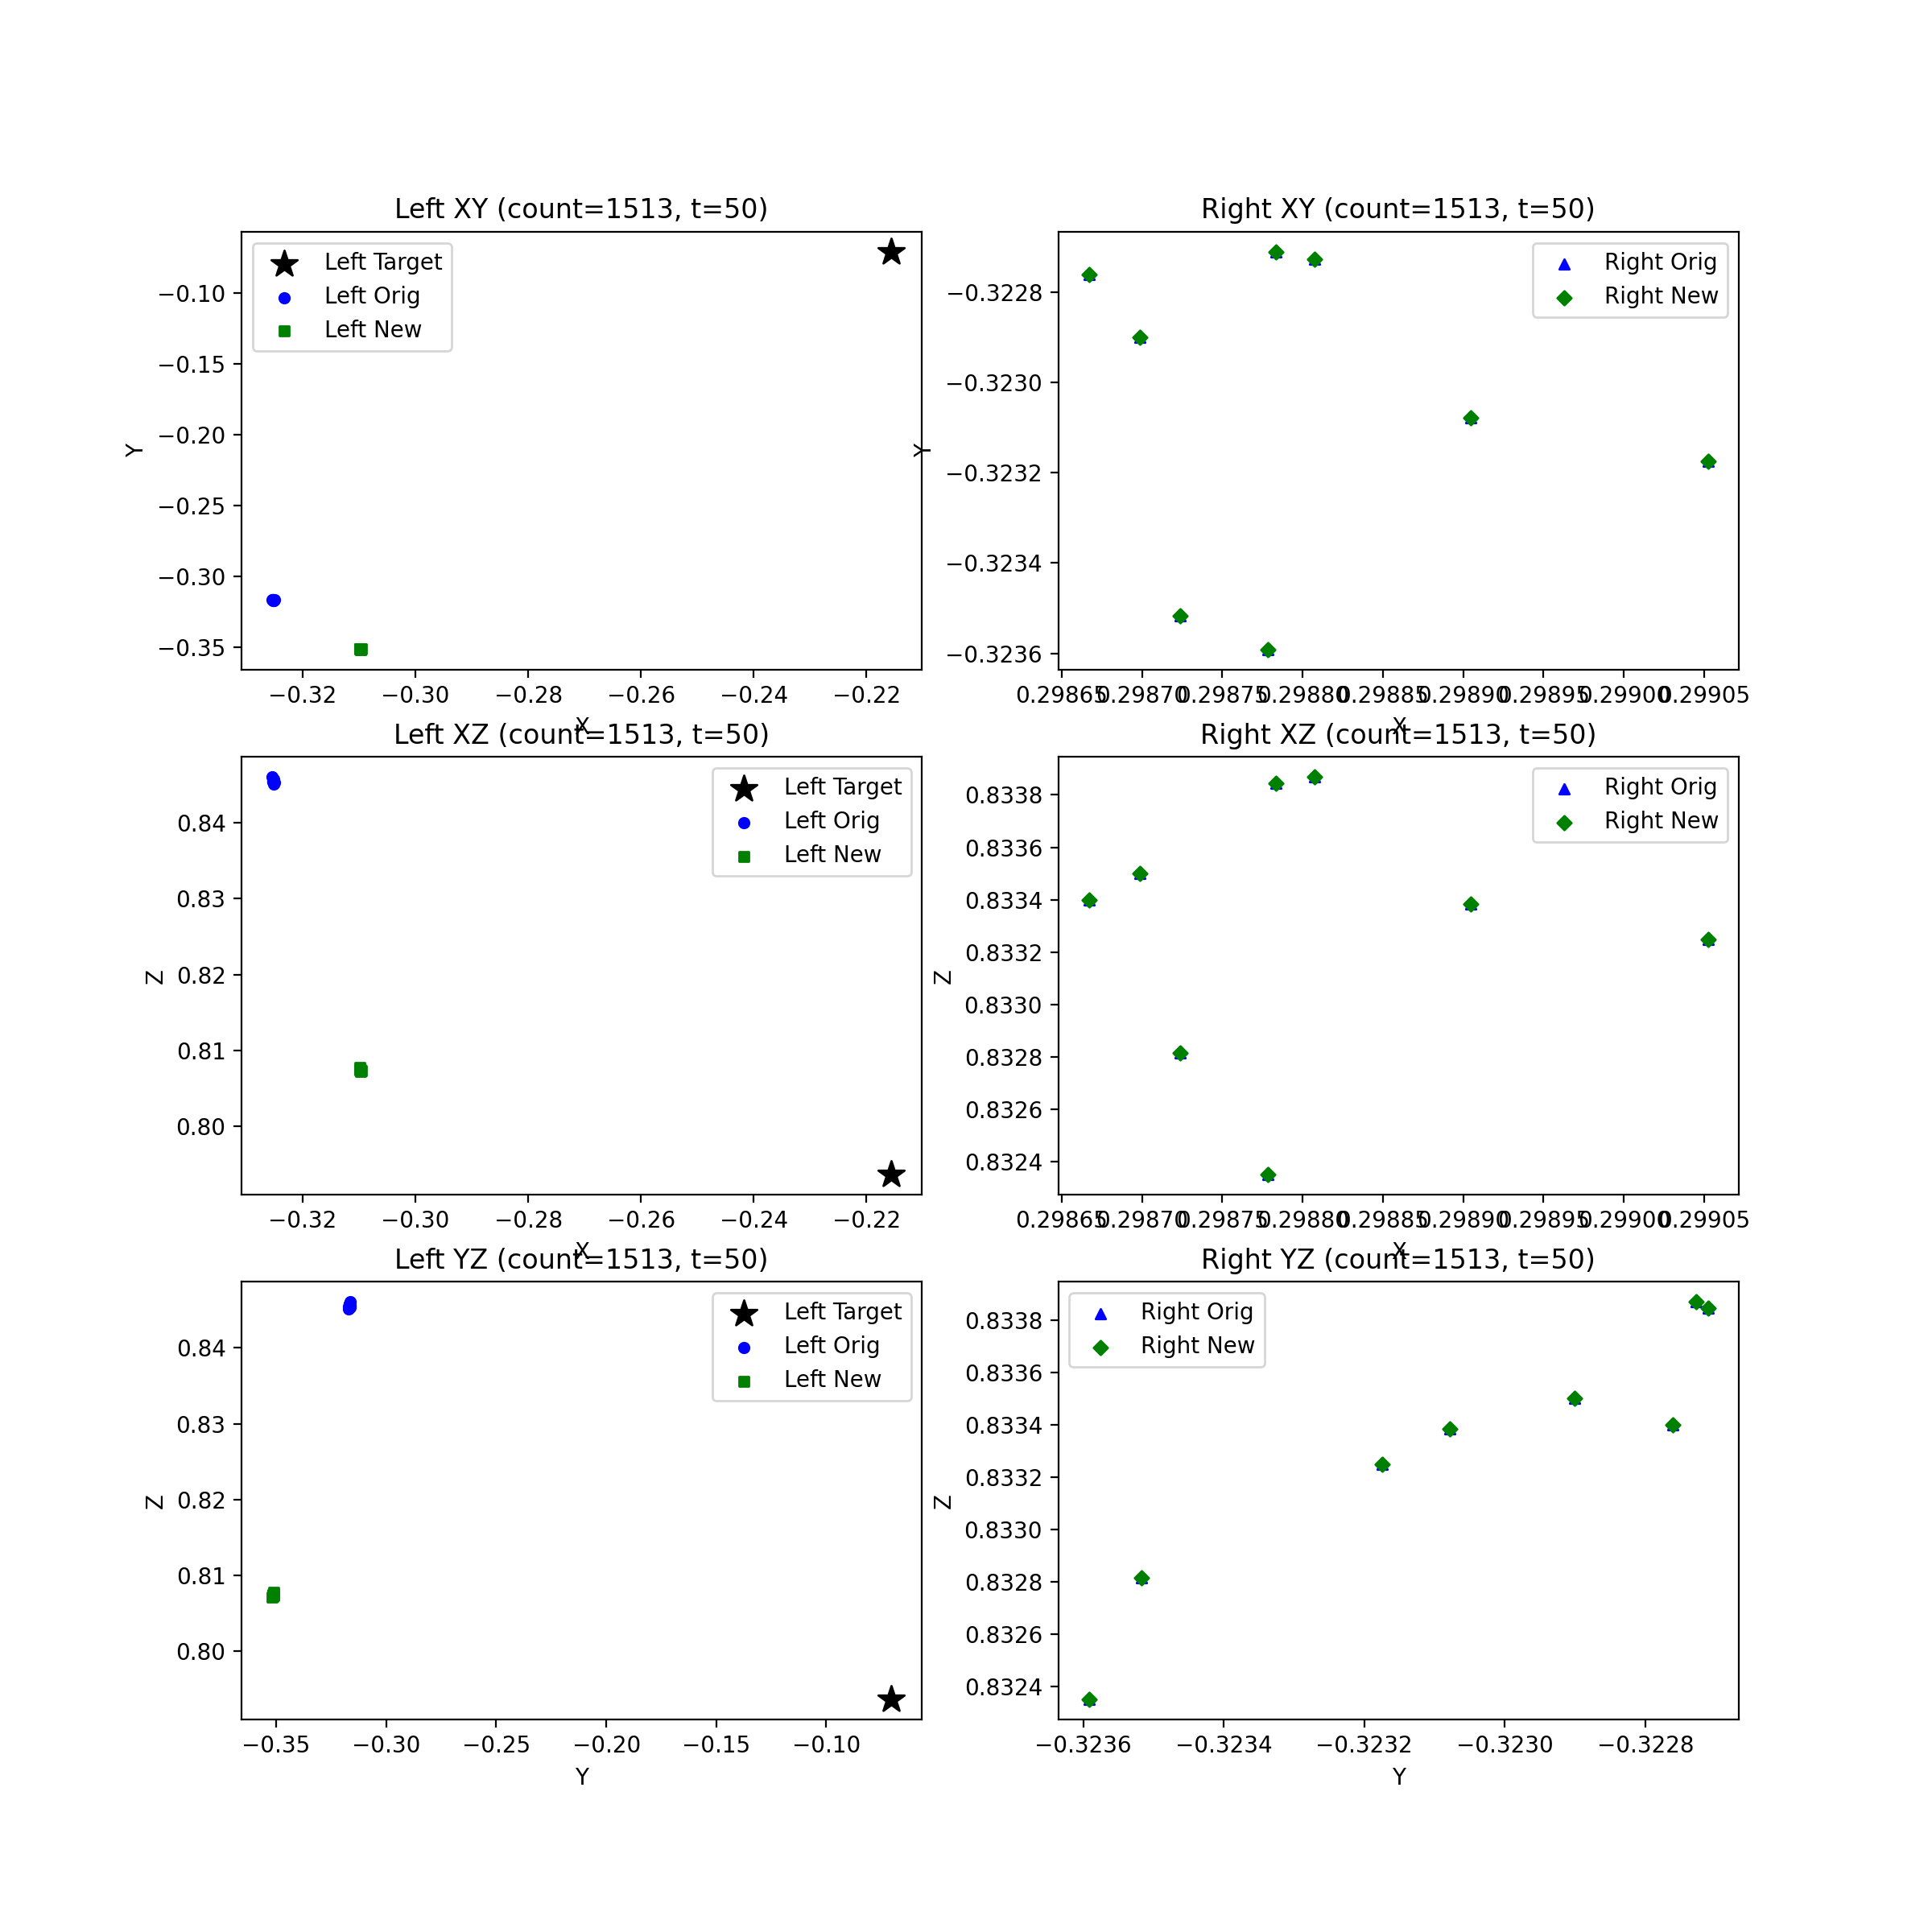 Left XY (count=1513, t=50)
Left Target
Left Orig
Left New
−0.10
−0.15
−0.20
−0.25
−0.30
−0.35
Y
−0.32 −0.30 −0.28 −0.26 −0.24 −0.22
X
Right XY (count=1513, t=50)
Right Orig
Right New
−0.3228
−0.3230
−0.3232
−0.3234
−0.3236
Y
0.29865 0.29870 0.29875 0.29880 0.29885 0.29890 0.29895 0.29900 0.29905
X
Left XZ (count=1513, t=50)
Left Target
Left Orig
Left New
0.84
0.83
0.82
0.81
0.80
Z
−0.32 −0.30 −0.28 −0.26 −0.24 −0.22
X
Right XZ (count=1513, t=50)
Right Orig
Right New
0.8338
0.8336
0.8334
0.8332
0.8330
0.8328
0.8326
0.8324
Z
0.29865 0.29870 0.29875 0.29880 0.29885 0.29890 0.29895 0.29900 0.29905
X
Left YZ (count=1513, t=50)
Left Target
Left Orig
Left New
0.84
0.83
0.82
0.81
0.80
Z
−0.35 −0.30 −0.25 −0.20 −0.15 −0.10
Y
Right YZ (count=1513, t=50)
Right Orig
Right New
0.8338
0.8336
0.8334
0.8332
0.8330
0.8328
0.8326
0.8324
Z
−0.3236 −0.3234 −0.3232 −0.3230 −0.3228
Y